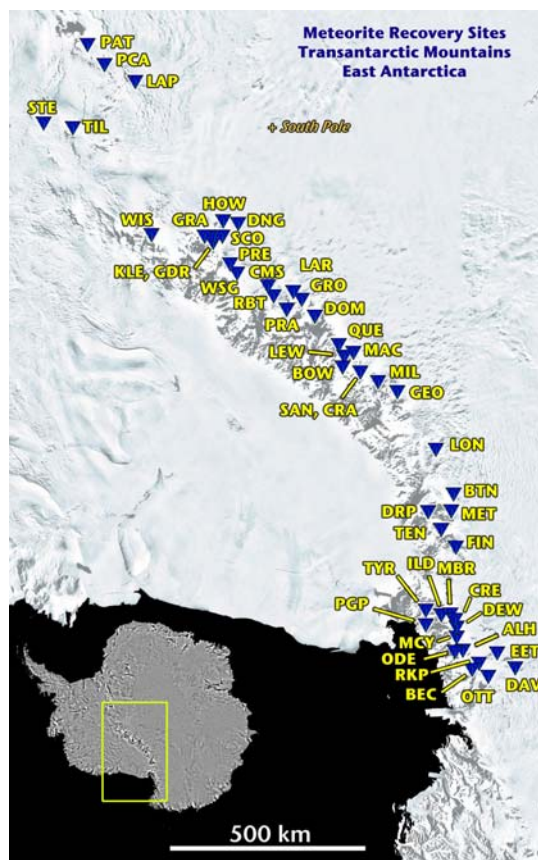 Meteorite Recovery Sites
Transantarctic Mountains
East Antarctica
PAT
PCA
LAP
STE
TIL
+ South Pole
HOW
WIS
GRA
DNG
SCO
PRE
KLE, GDR
CMS
LAR
WSG
GRO
RBT
DOM
PRA
QUE
LEW
MAC
BOW
MIL
GEO
SAN, CRA
LON
BTN
DRP
MET
TEN
FIN
ILD
MBR
TYR
CRE
PGP
DEW
ALH
MCY
ODE
EET
RKP
DAV
BEC
OTT
500 km